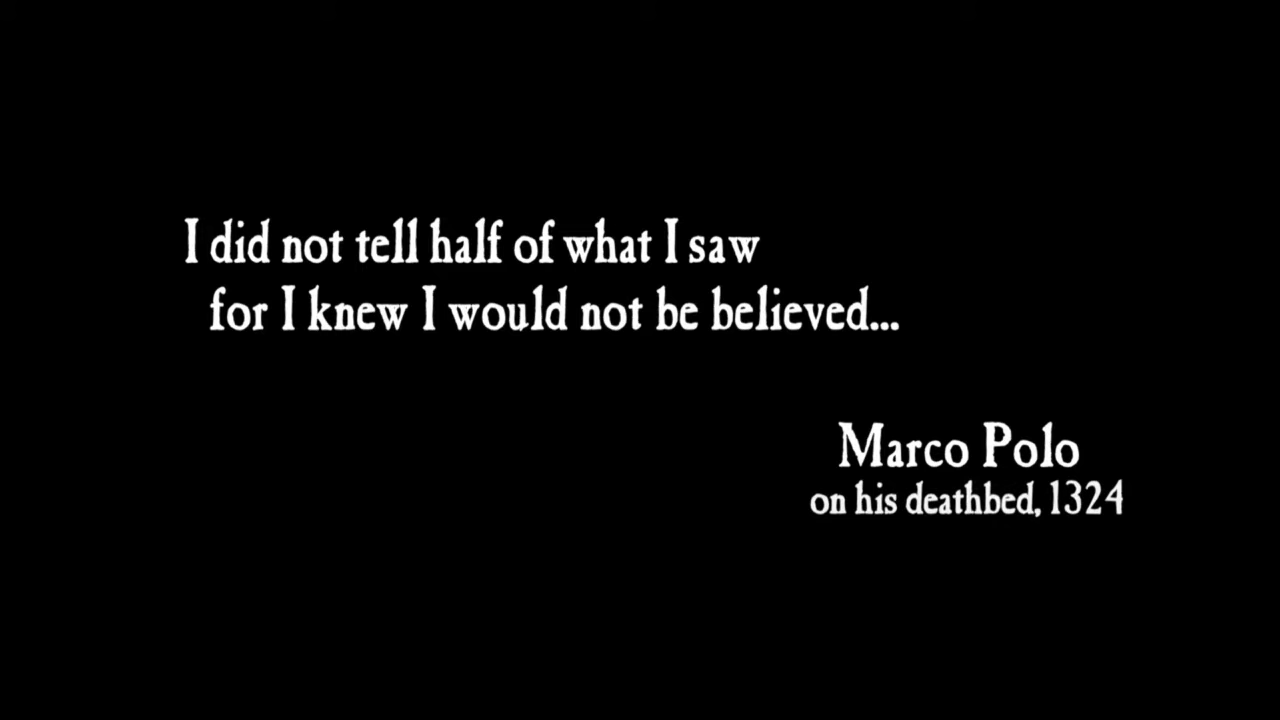 I did not tell half of what I saw
for I knew I would not be believed...
Marco Polo
on his deathbed, 1324